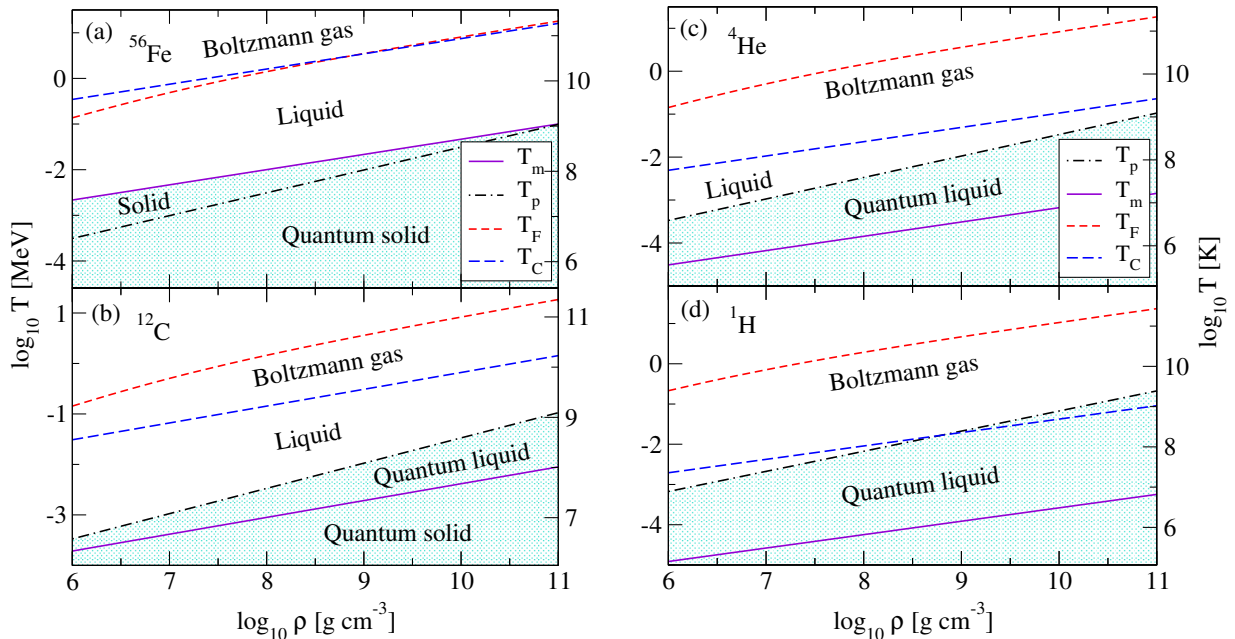 (a)
⁵⁶Fe
Boltzmann gas
Liquid
Solid
Quantum solid
T_m
T_p
T_F
T_C
0
-2
-4
10
8
6
(c)
⁴He
Boltzmann gas
Liquid
Quantum liquid
T_p
T_m
T_F
T_C
0
-2
-4
10
8
6
log₁₀ T [MeV]
log₁₀ T [K]
(b)
¹²C
Boltzmann gas
Liquid
Quantum liquid
Quantum solid
1
-1
-3
11
9
7
6 7 8 9 10 11
log₁₀ ρ [g cm⁻³]
(d)
¹H
Boltzmann gas
Quantum liquid
0
-2
-4
10
8
6
6 7 8 9 10 11
log₁₀ ρ [g cm⁻³]